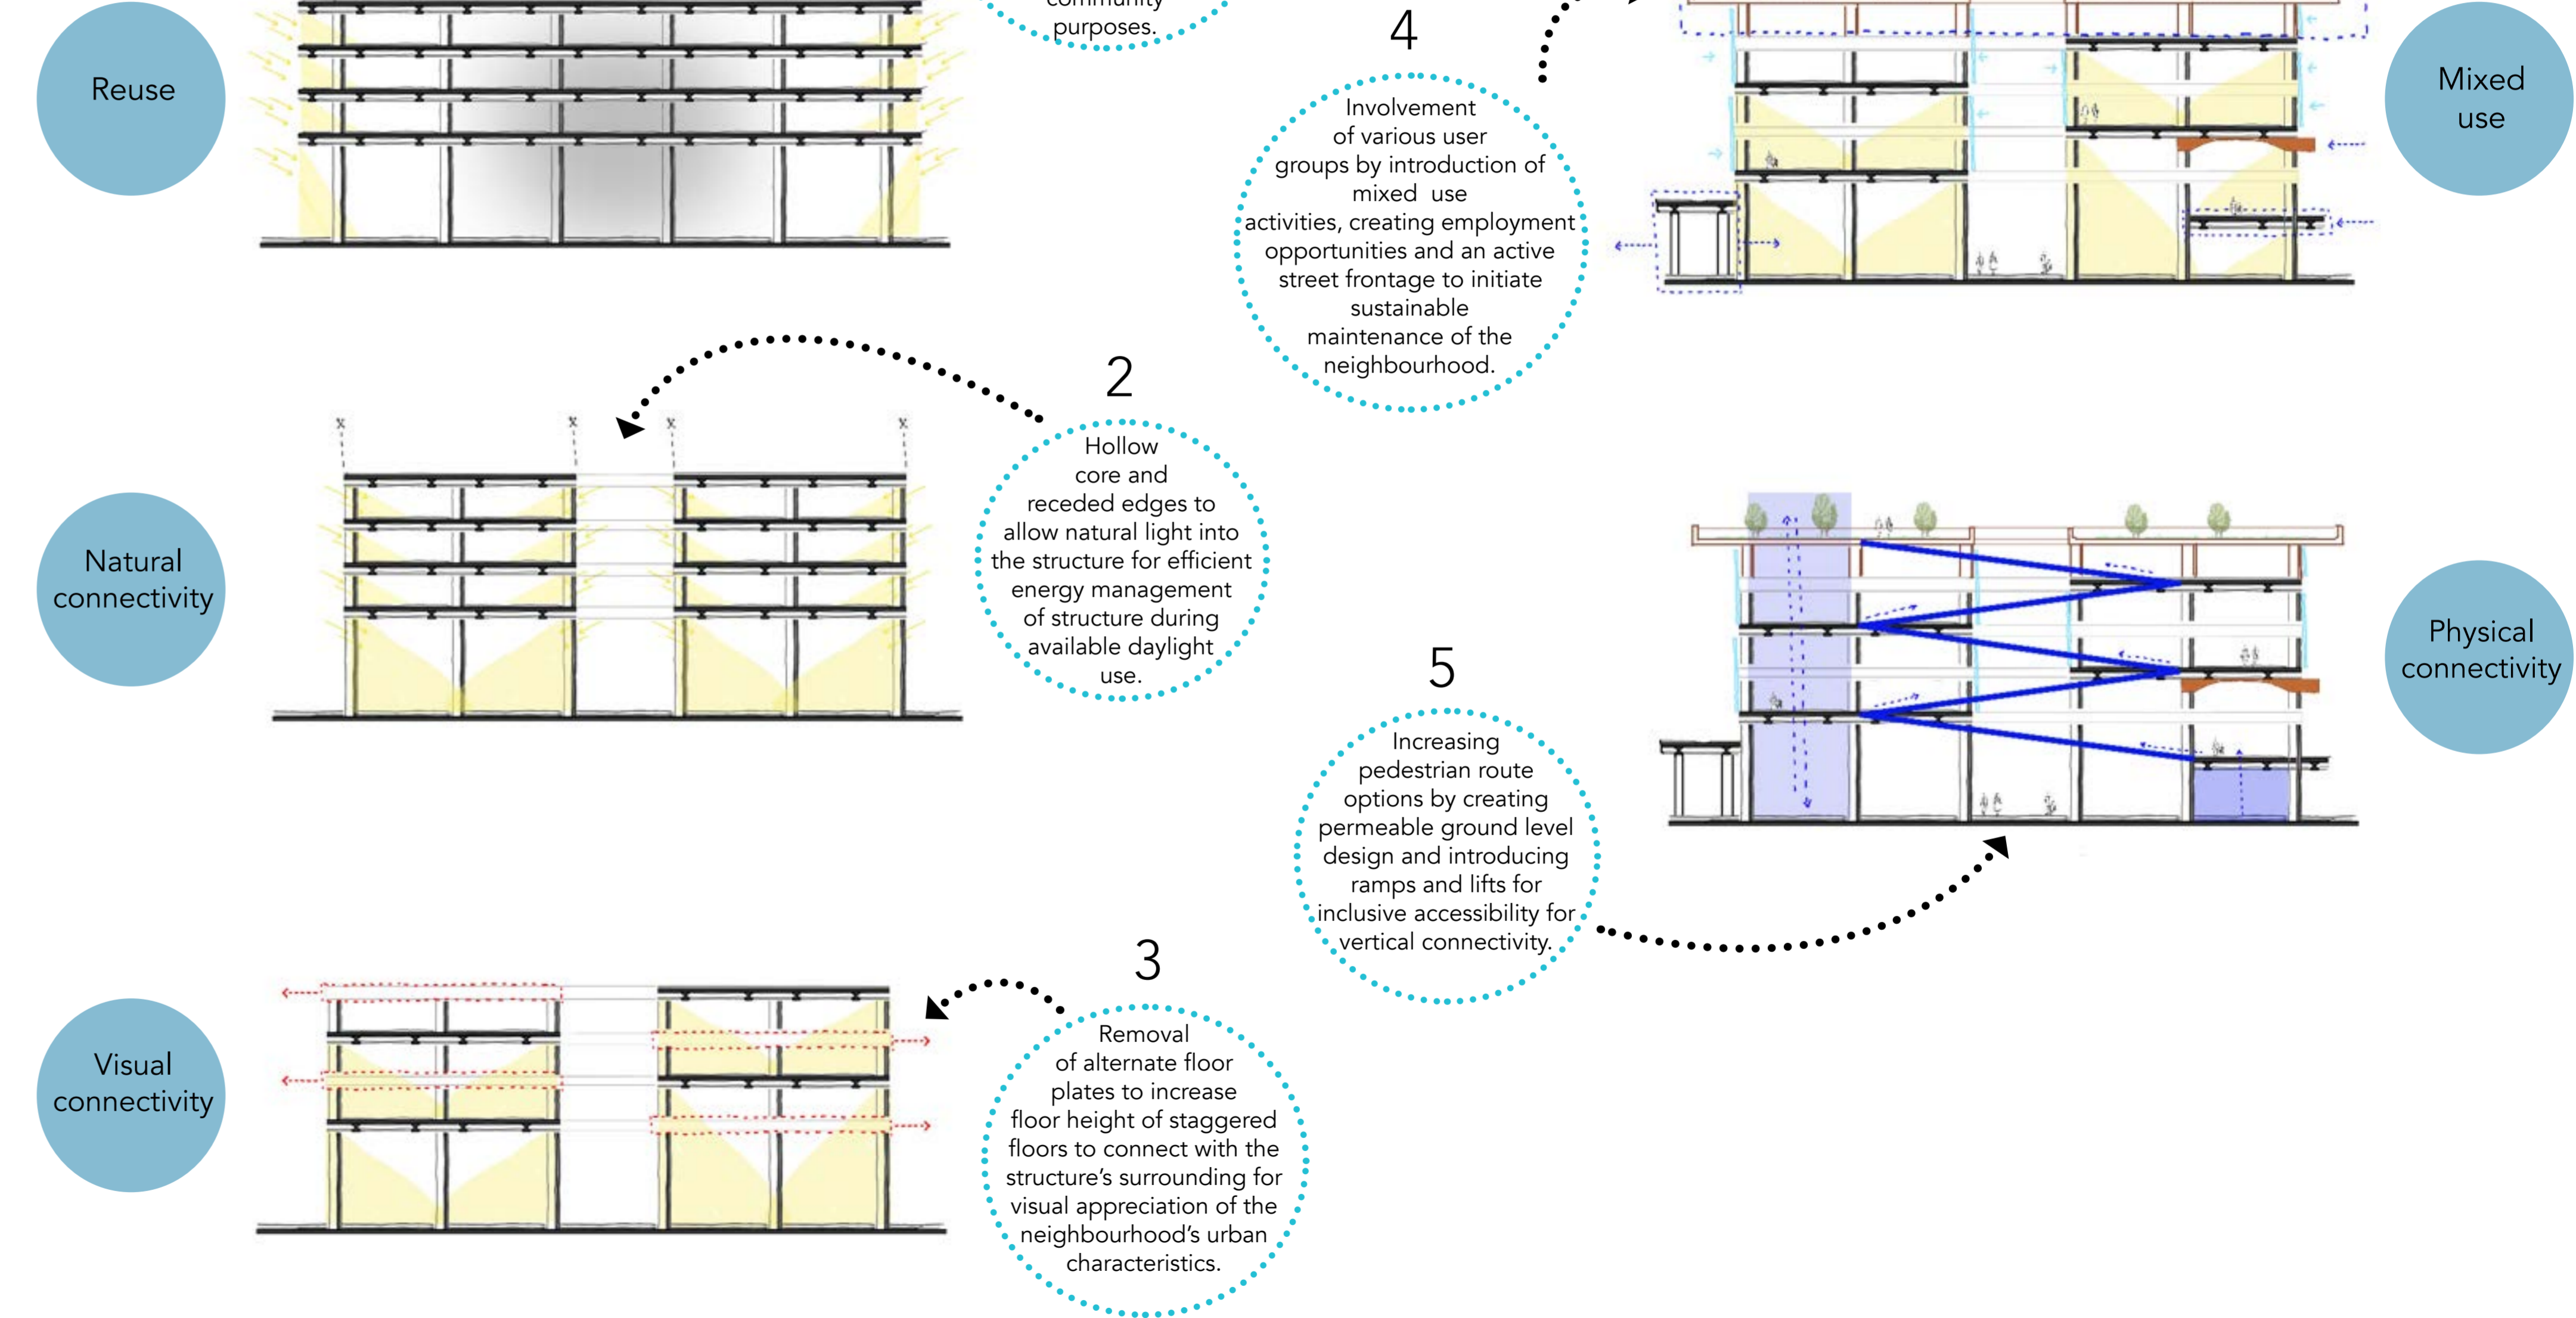 Reuse
purposes.
4
Involvement
of various user
groups by introduction of
mixed use
activities, creating employment
opportunities and an active
street frontage to initiate
sustainable
maintenance of the
neighbourhood.
Mixed
use
Natural
connectivity
x
x
x
x
2
Hollow
core and
receded edges to
allow natural light into
the structure for efficient
energy management
of structure during
available daylight
use.
5
Increasing
pedestrian route
options by creating
permeable ground level
design and introducing
ramps and lifts for
inclusive accessibility for
vertical connectivity.
Physical
connectivity
Visual
connectivity
3
Removal
of alternate floor
plates to increase
floor height of staggered
floors to connect with the
structure's surrounding for
visual appreciation of the
neighbourhood's urban
characteristics.